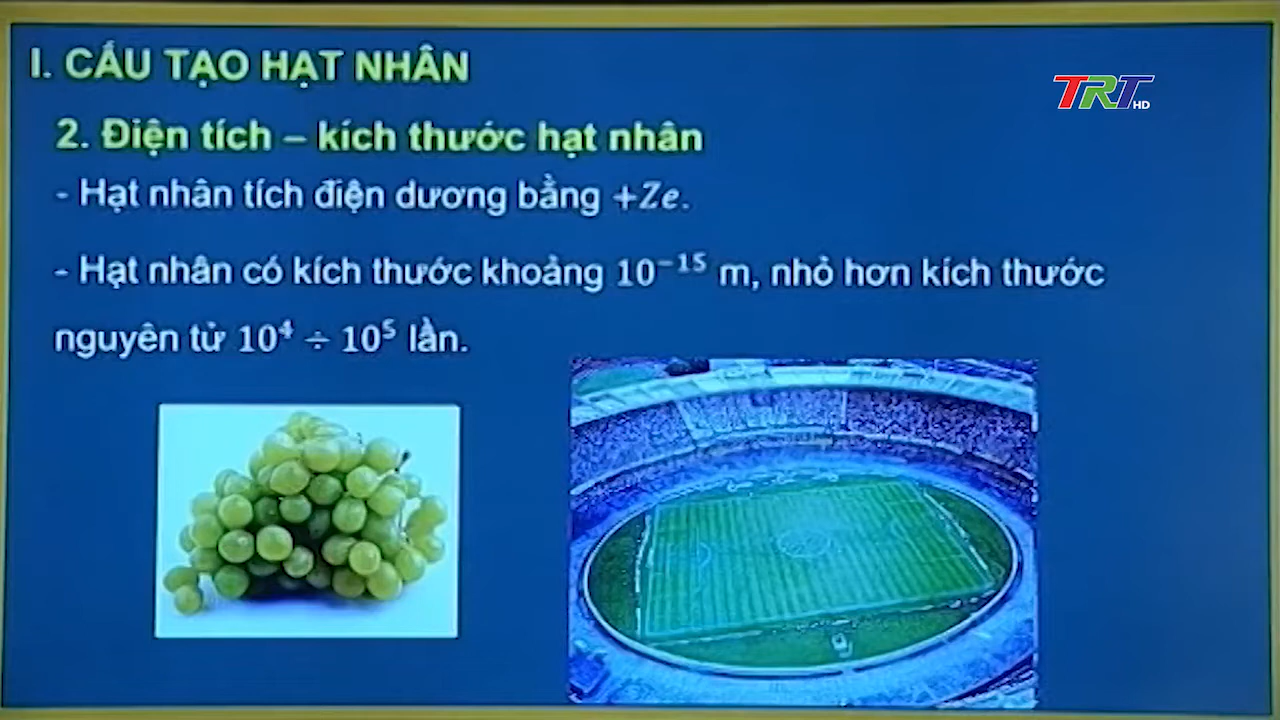 I. CẤU TẠO HẠT NHÂN
TRT HD
2. Điện tích – kích thước hạt nhân
- Hạt nhân tích điện dương bằng +Ze.
- Hạt nhân có kích thước khoảng 10⁻¹⁵ m, nhỏ hơn kích thước
nguyên tử 10⁴ ÷ 10⁵ lần.